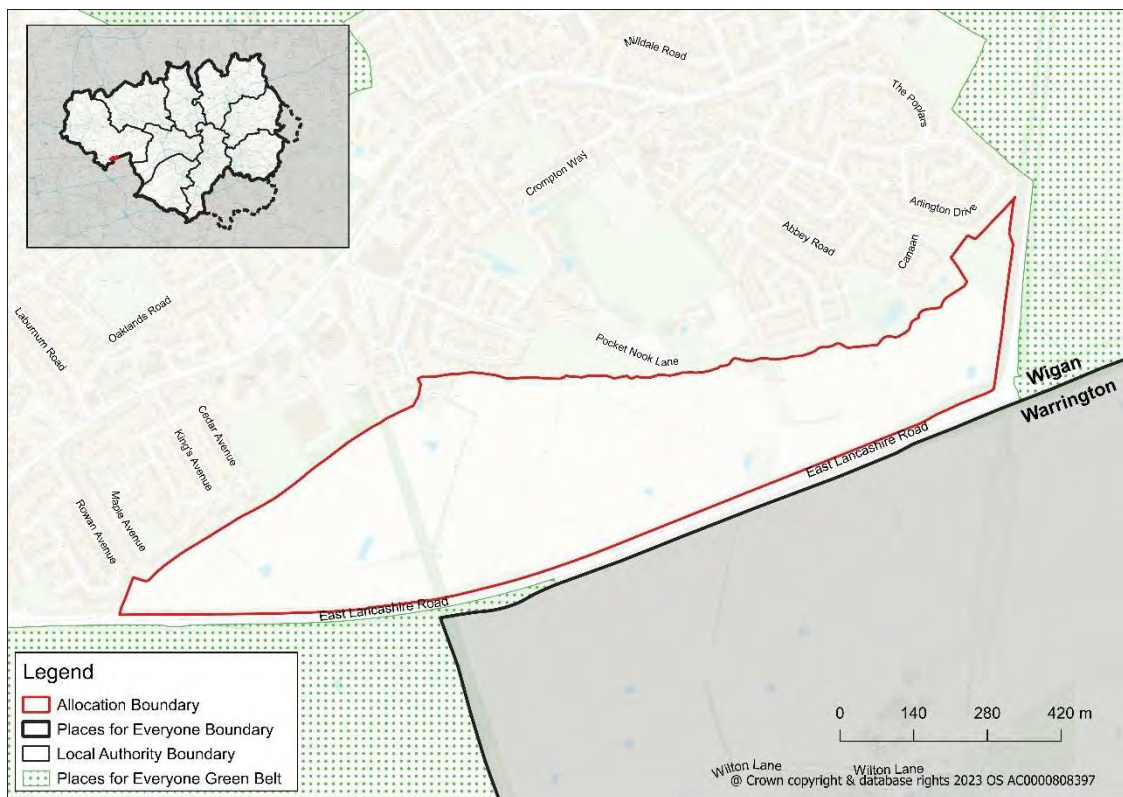 Milldale Road
The Poplars
Crompton Way
Arlington Drive
Abbey Road
Canaan
Oaklands Road
Laburnum Road
Pocket Nook Lane
Wigan
Warrington
Cedar Avenue
King's Avenue
East Lancashire Road
Maple Avenue
Rowan Avenue
East Lancashire Road
Legend
Allocation Boundary
Places for Everyone Boundary
Local Authority Boundary
Places for Everyone Green Belt
0 140 280 420 m
Wilton Lane
Wilton Lane
@ Crown copyright & database rights 2023 OS AC0000808397